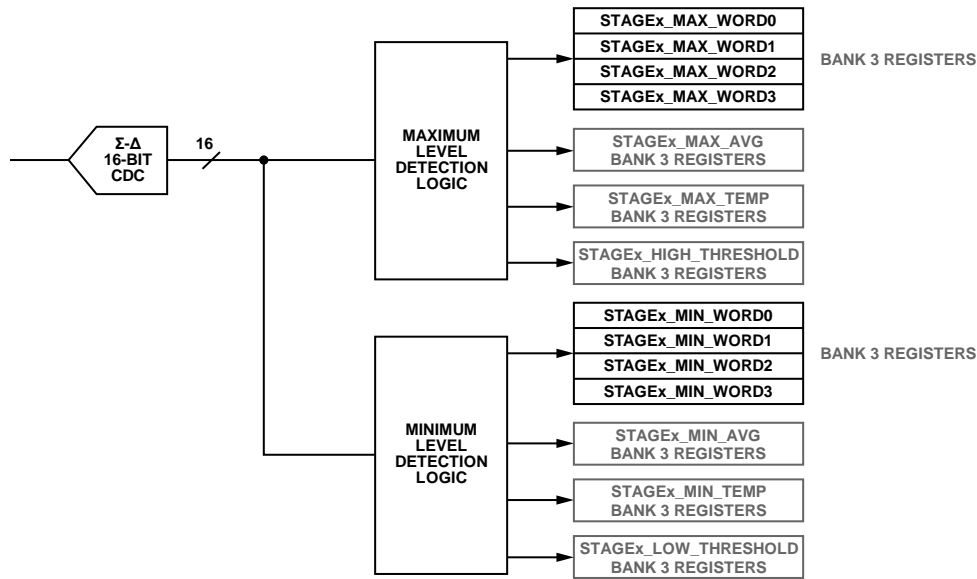 Σ-Δ
16-BIT
CDC
16
MAXIMUM
LEVEL
DETECTION
LOGIC
STAGEx_MAX_WORD0
STAGEx_MAX_WORD1
STAGEx_MAX_WORD2
STAGEx_MAX_WORD3
BANK 3 REGISTERS
STAGEx_MAX_AVG
BANK 3 REGISTERS
STAGEx_MAX_TEMP
BANK 3 REGISTERS
STAGEx_HIGH_THRESHOLD
BANK 3 REGISTERS
MINIMUM
LEVEL
DETECTION
LOGIC
STAGEx_MIN_WORD0
STAGEx_MIN_WORD1
STAGEx_MIN_WORD2
STAGEx_MIN_WORD3
BANK 3 REGISTERS
STAGEx_MIN_AVG
BANK 3 REGISTERS
STAGEx_MIN_TEMP
BANK 3 REGISTERS
STAGEx_LOW_THRESHOLD
BANK 3 REGISTERS